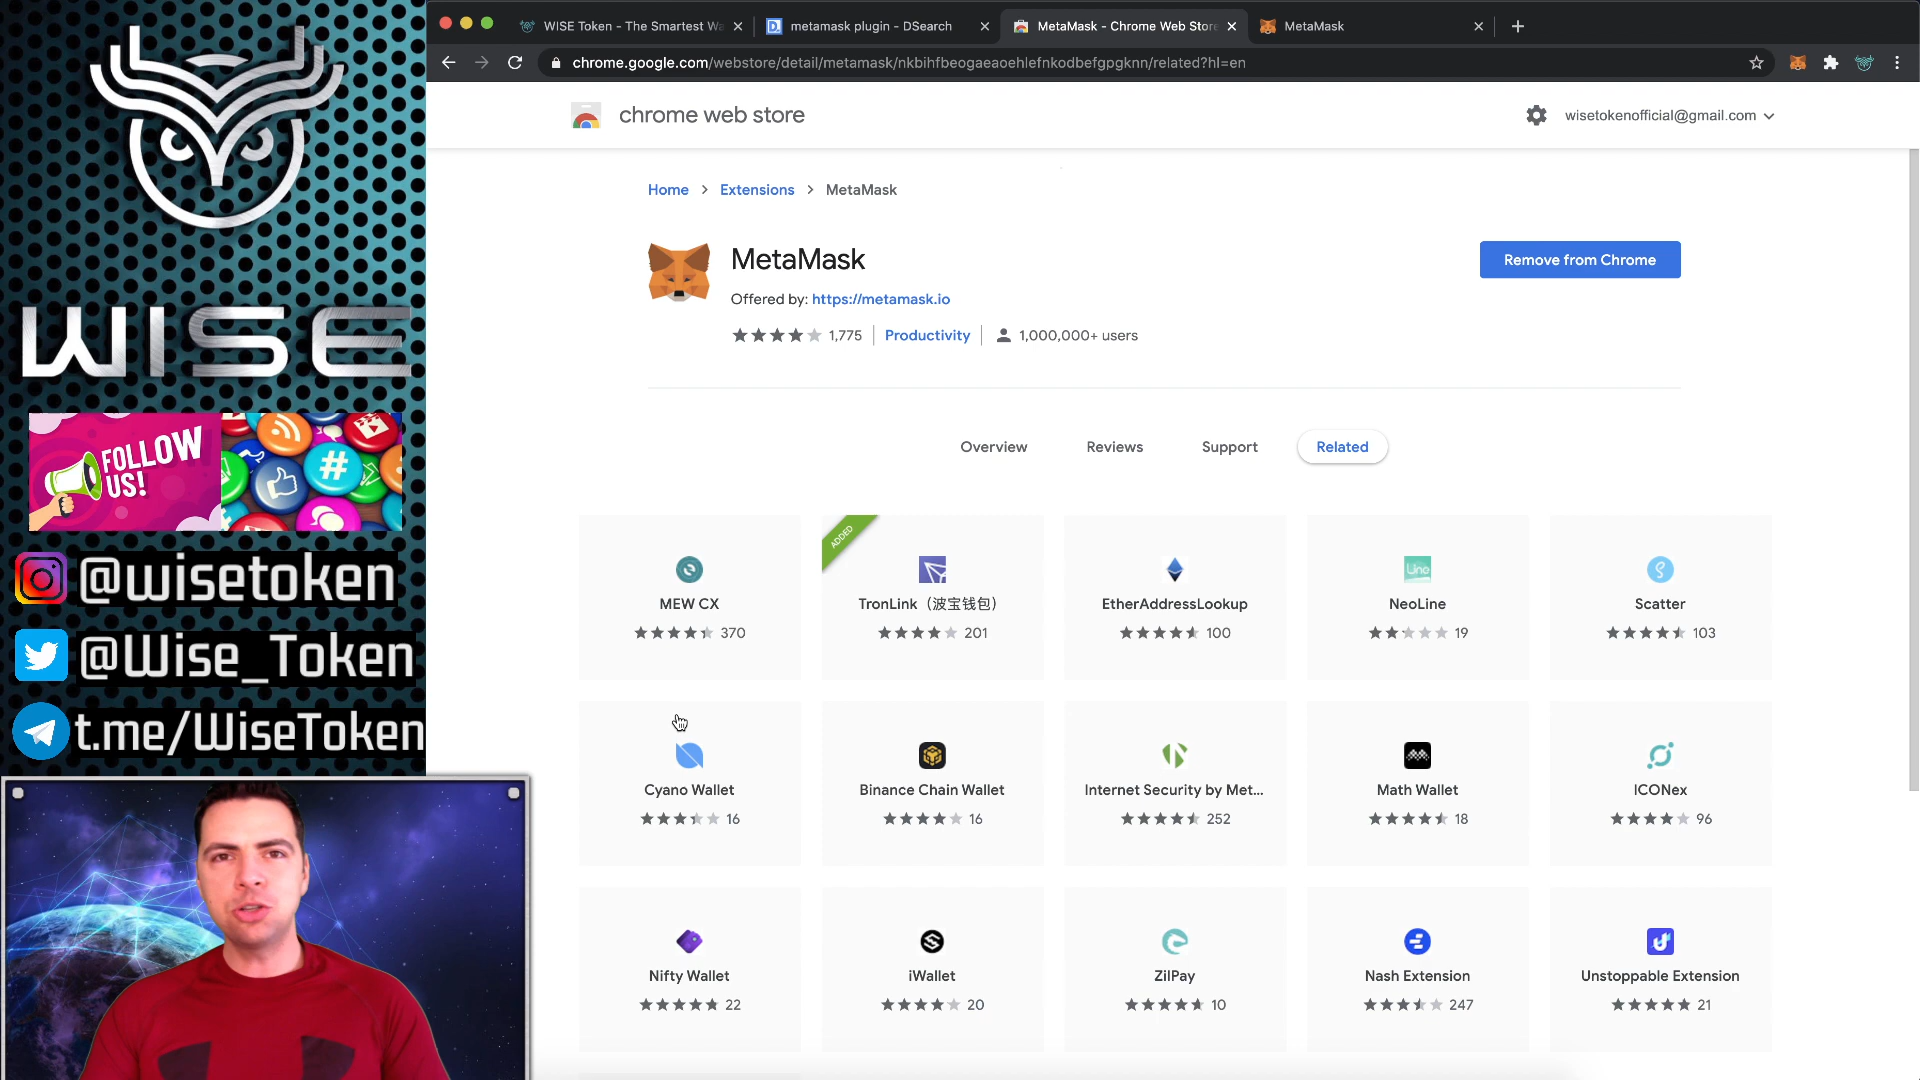 WISE
FOLLOW
US!
#
@wisetoken
@Wise_Token
t.me/WiseToken
WISE Token - The Smartest Wa
metamask plugin - DSearch
MetaMask - Chrome Web Store
MetaMask
chrome.google.com/webstore/detail/metamask/nkbihfbeogaeaoehlefnkodbefgpgknn/related?hl=en
chrome web store
wisetokenofficial@gmail.com
Home > Extensions > MetaMask
MetaMask
Remove from Chrome
Offered by: https://metamask.io
1,775 Productivity 1,000,000+ users
Overview Reviews Support Related
ADDED
MEW CX
370
TronLink（波宝钱包）
201
EtherAddressLookup
100
NeoLine
19
Line
Scatter
103
Cyano Wallet
16
Binance Chain Wallet
16
Internet Security by Met...
252
Math Wallet
18
ICONex
96
Nifty Wallet
22
iWallet
20
ZilPay
10
Nash Extension
247
Unstoppable Extension
21